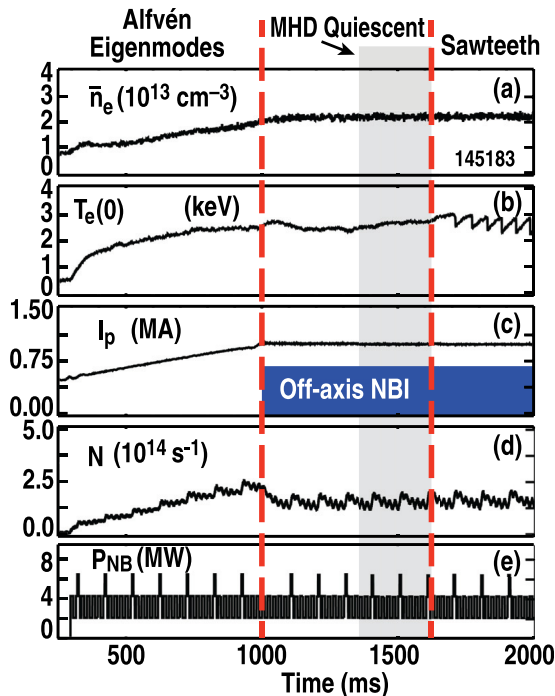 Alfvén
Eigenmodes
MHD Quiescent
Sawteeth
4
3
2
1
0
n̄e (10¹³ cm⁻³)
(a)
145183
4
3
2
1
0
Te(0) (keV)
(b)
1.50
0.75
0.00
Ip (MA)
(c)
Off-axis NBI
5.0
2.5
0.0
N (10¹⁴ s⁻¹)
(d)
8
4
0
PNB (MW)
(e)
500 1000 1500 2000
Time (ms)